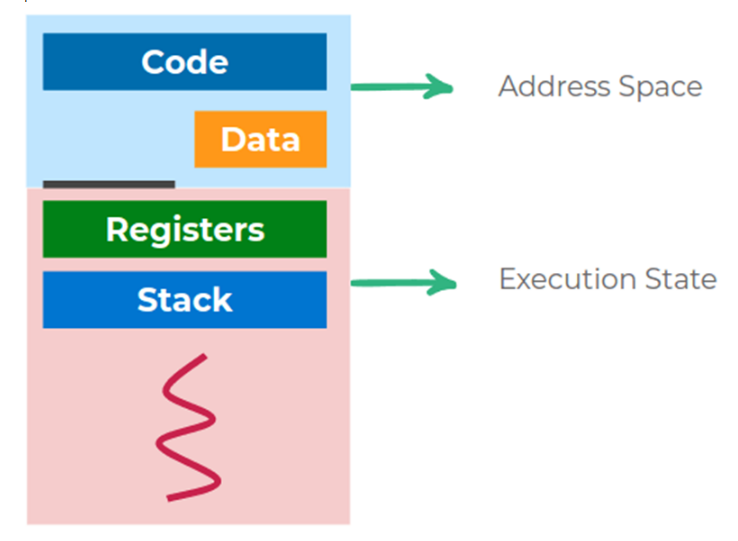 Code
Address Space
Data
Registers
Execution State
Stack